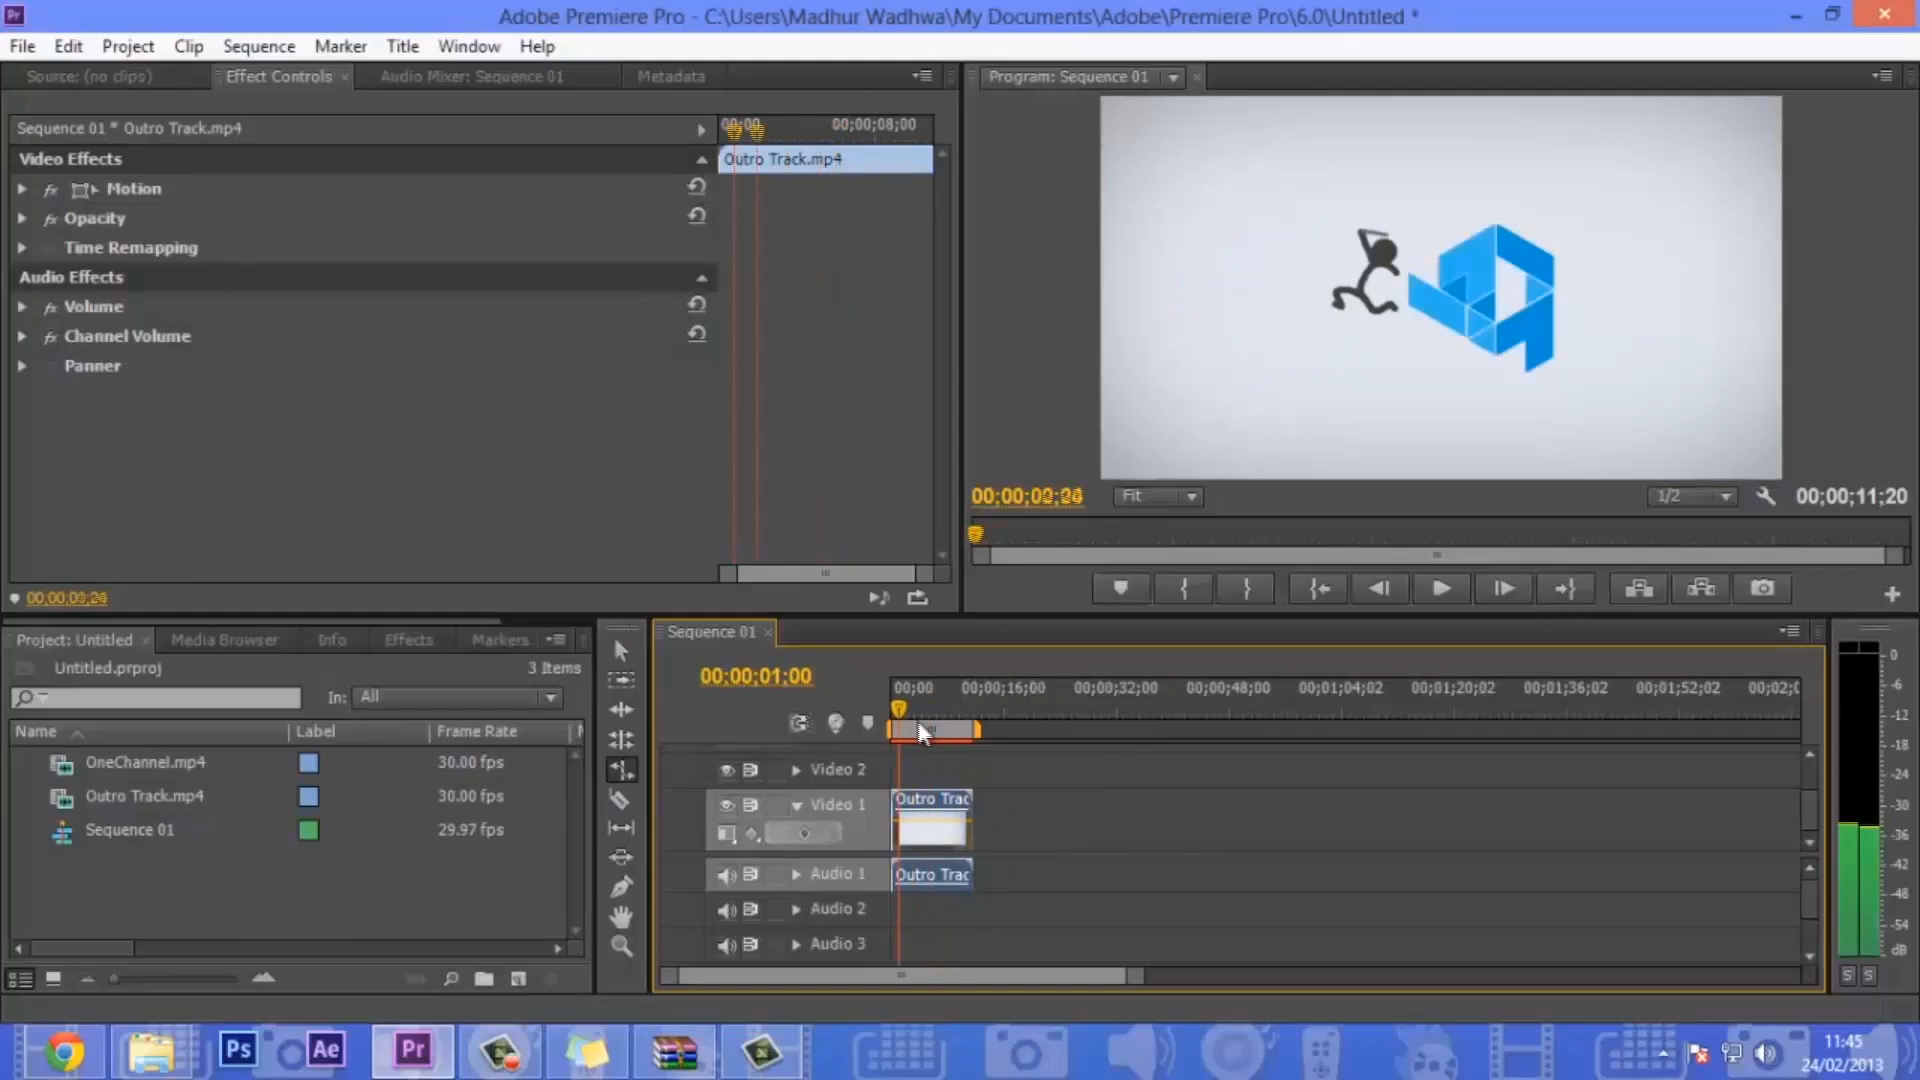 Pr Adobe Premiere Pro - C:\Users\Madhur Wadhwa\My Documents\Adobe\Premiere Pro\6.0\Untitled *
File Edit Project Clip Sequence Marker Title Window Help
Source: (no clips) Effect Controls Audio Mixer: Sequence 01 Metadata
Program: Sequence 01
Sequence 01 * Outro Track.mp4
00;00 00;00;08;00
Video Effects
Outro Track.mp4
fx Motion
fx Opacity
Time Remapping
Audio Effects
fx Volume
fx Channel Volume
Panner
Fit 1/2 00;00;11;20
Project: Untitled Media Browser Info Effects Markers
Untitled.prproj 3 Items
In: All
Name Label Frame Rate
OneChannel.mp4 30.00 fps
Outro Track.mp4 30.00 fps
Sequence 01 29.97 fps
Sequence 01
00;00;01;00
00;00 00;00;16;00 00;00;32;00 00;00;48;00 00;01;04;02 00;01;20;02 00;01;36;02 00;01;52;02 00;02;0
Video 2
Video 1 Outro Trac
Audio 1 Outro Trac
Audio 2
Audio 3
0
-6
-12
-18
-24
-30
-36
-42
-48
-54
dB
S S
Ps Ae Pr
11:45
24/02/2013